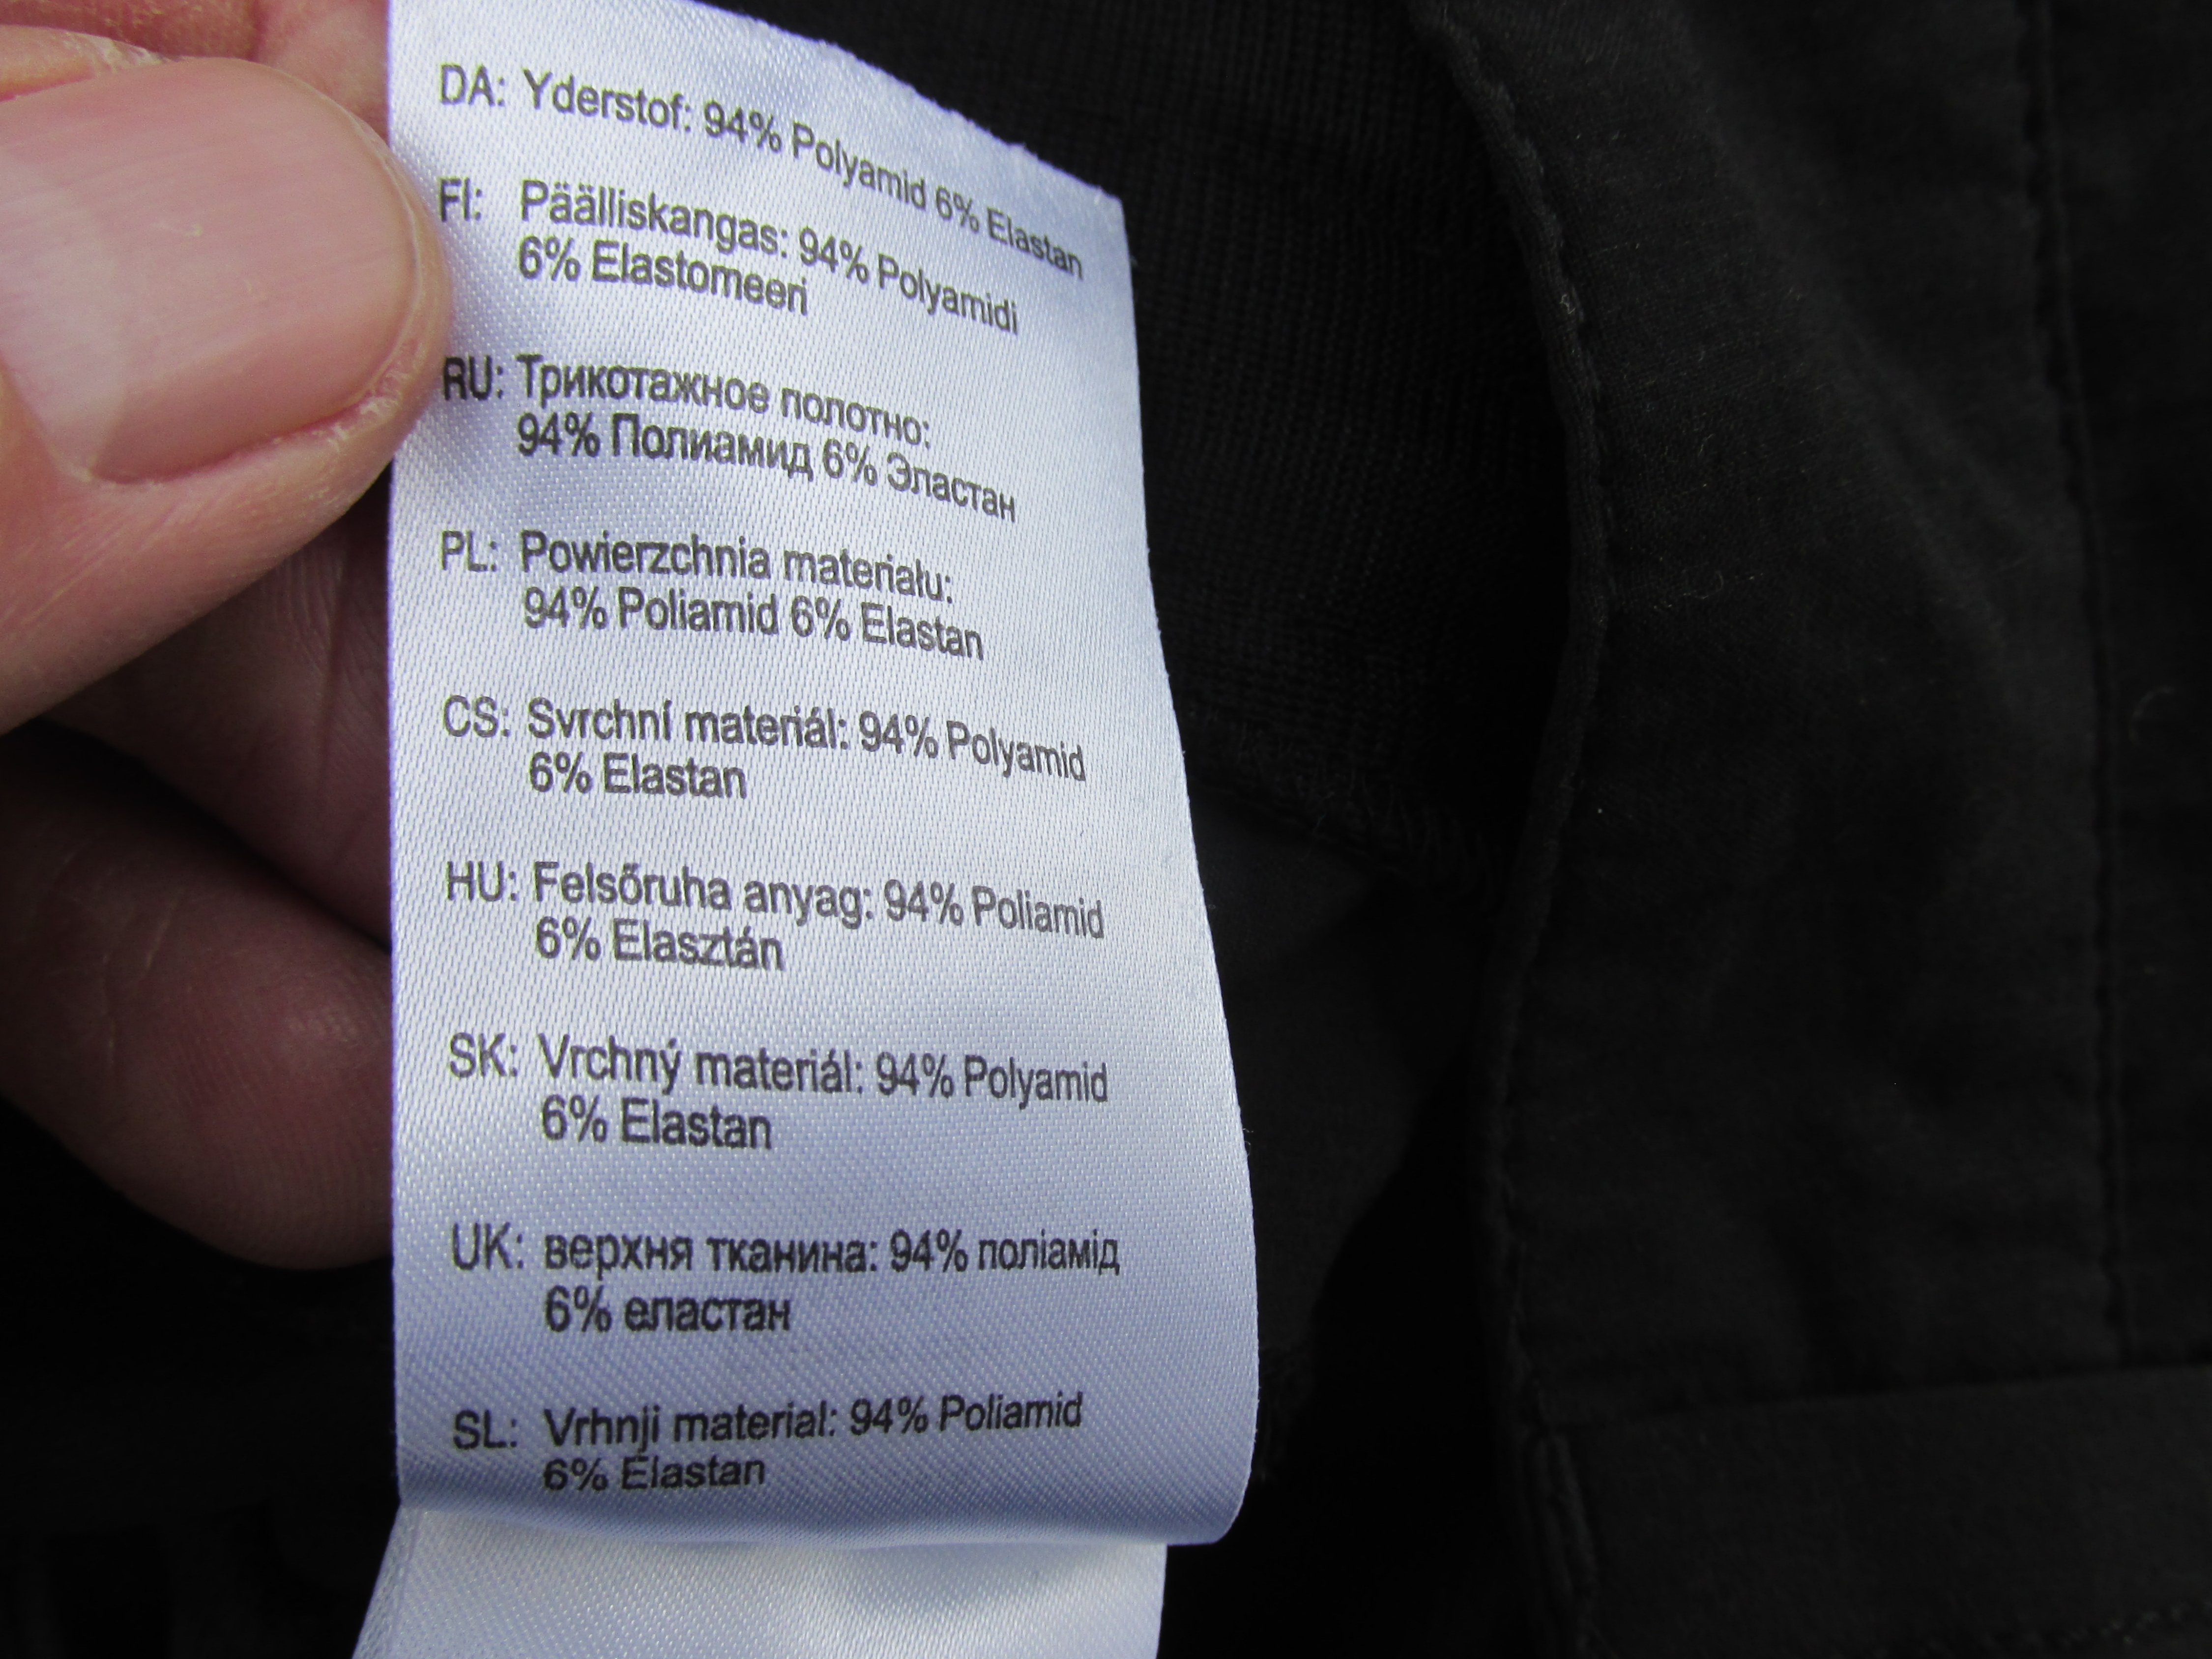 DA: Yderstof: 94% Polyamid 6% Elastan
FI: Päälliskangas: 94% Polyamidi
6% Elastomeeri
RU: Трикотажное полотно:
94% Полиамид 6% Эластан
PL: Powierzchnia materiału:
94% Poliamid 6% Elastan
CS: Svrchní materiál: 94% Polyamid
6% Elastan
HU: Felsőruha anyag: 94% Poliamid
6% Elasztán
SK: Vrchný materiál: 94% Polyamid
6% Elastan
UK: верхня тканина: 94% поліамід
6% еластан
SL: Vrhnji material: 94% Poliamid
6% Elastan